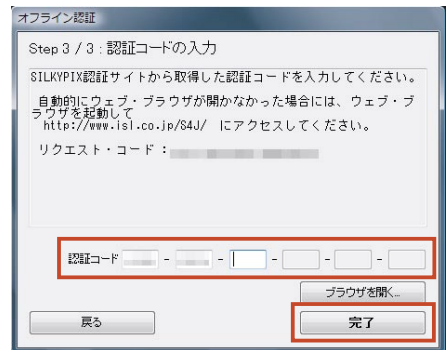 オフライン認証
Step 3 / 3 : 認証コードの入力
SILKYPIX認証サイトから取得した認証コードを入力してください。
自動的にウェブ・ブラウザが開かなかった場合には、ウェブ・ブ
ラウザを起動して
http://www.isl.co.jp/S4J/ にアクセスしてください。
リクエスト・コード :
認証コード - - - - -
ブラウザを開く...
戻る 完了